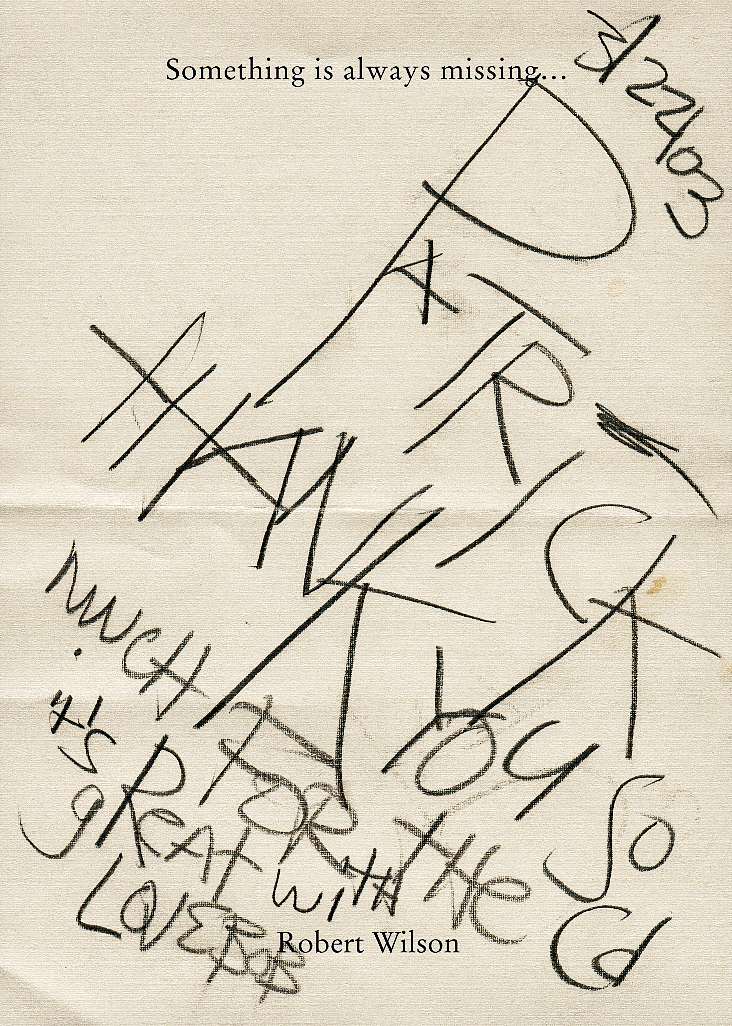 Something is always missing...
3/22/03
PATRICK
THANK YOU SO
MUCH FOR THE Cd
it's gREAT WITH
LOVE BOB
Robert Wilson